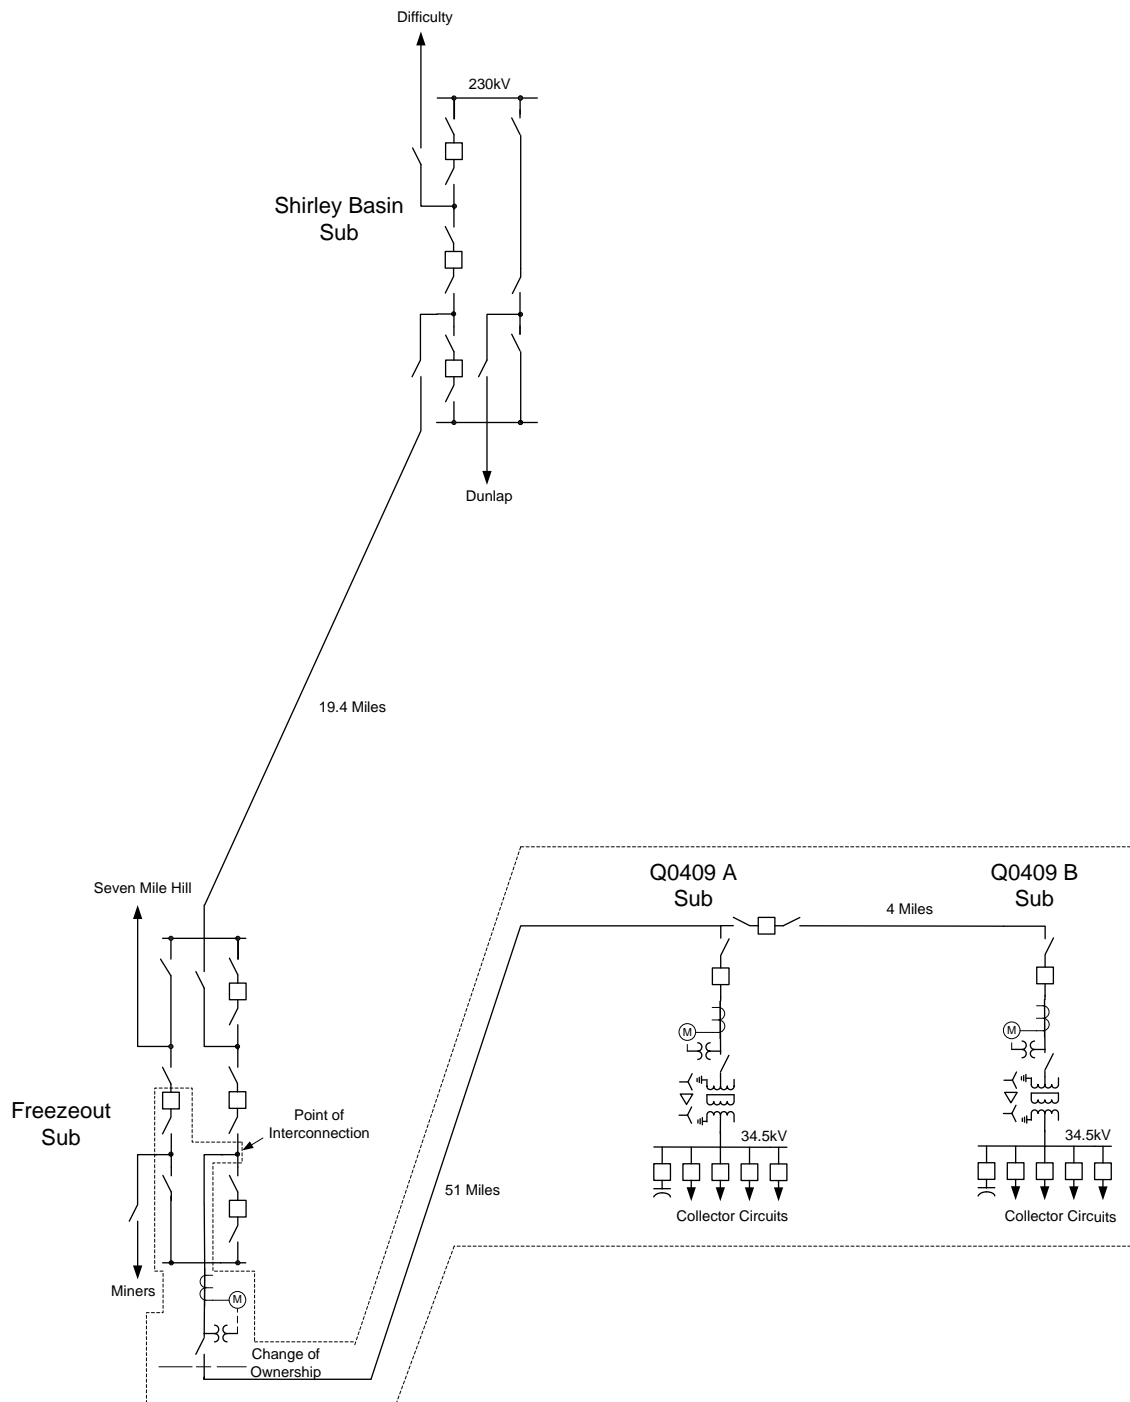 Difficulty
230kV
Shirley Basin
Sub
Dunlap
19.4 Miles
Seven Mile Hill
Freezeout
Sub
Point of
Interconnection
Miners
M
Change of
Ownership
51 Miles
Q0409 A
Sub
4 Miles
Q0409 B
Sub
M
34.5kV
Collector Circuits
M
34.5kV
Collector Circuits